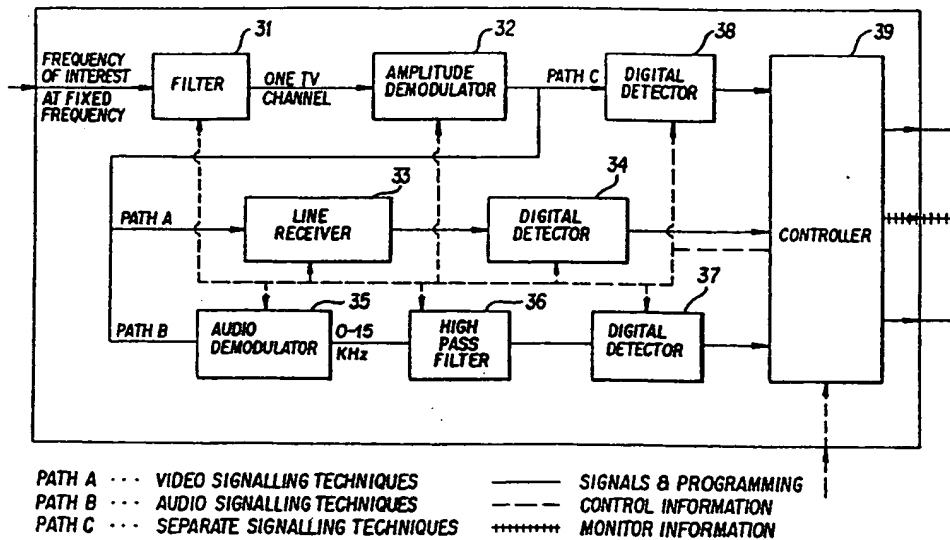 31
32
38
39
FREQUENCY
OF INTEREST
AT FIXED
FREQUENCY
FILTER
ONE TV
CHANNEL
AMPLITUDE
DEMODULATOR
PATH C
DIGITAL
DETECTOR
33
34
PATH A
LINE
RECEIVER
DIGITAL
DETECTOR
CONTROLLER
35
36
37
PATH B
AUDIO
DEMODULATOR
0-15
KHz
HIGH
PASS
FILTER
DIGITAL
DETECTOR
PATH A ··· VIDEO SIGNALLING TECHNIQUES
PATH B ··· AUDIO SIGNALLING TECHNIQUES
PATH C ··· SEPARATE SIGNALLING TECHNIQUES
SIGNALS & PROGRAMMING
CONTROL INFORMATION
MONITOR INFORMATION